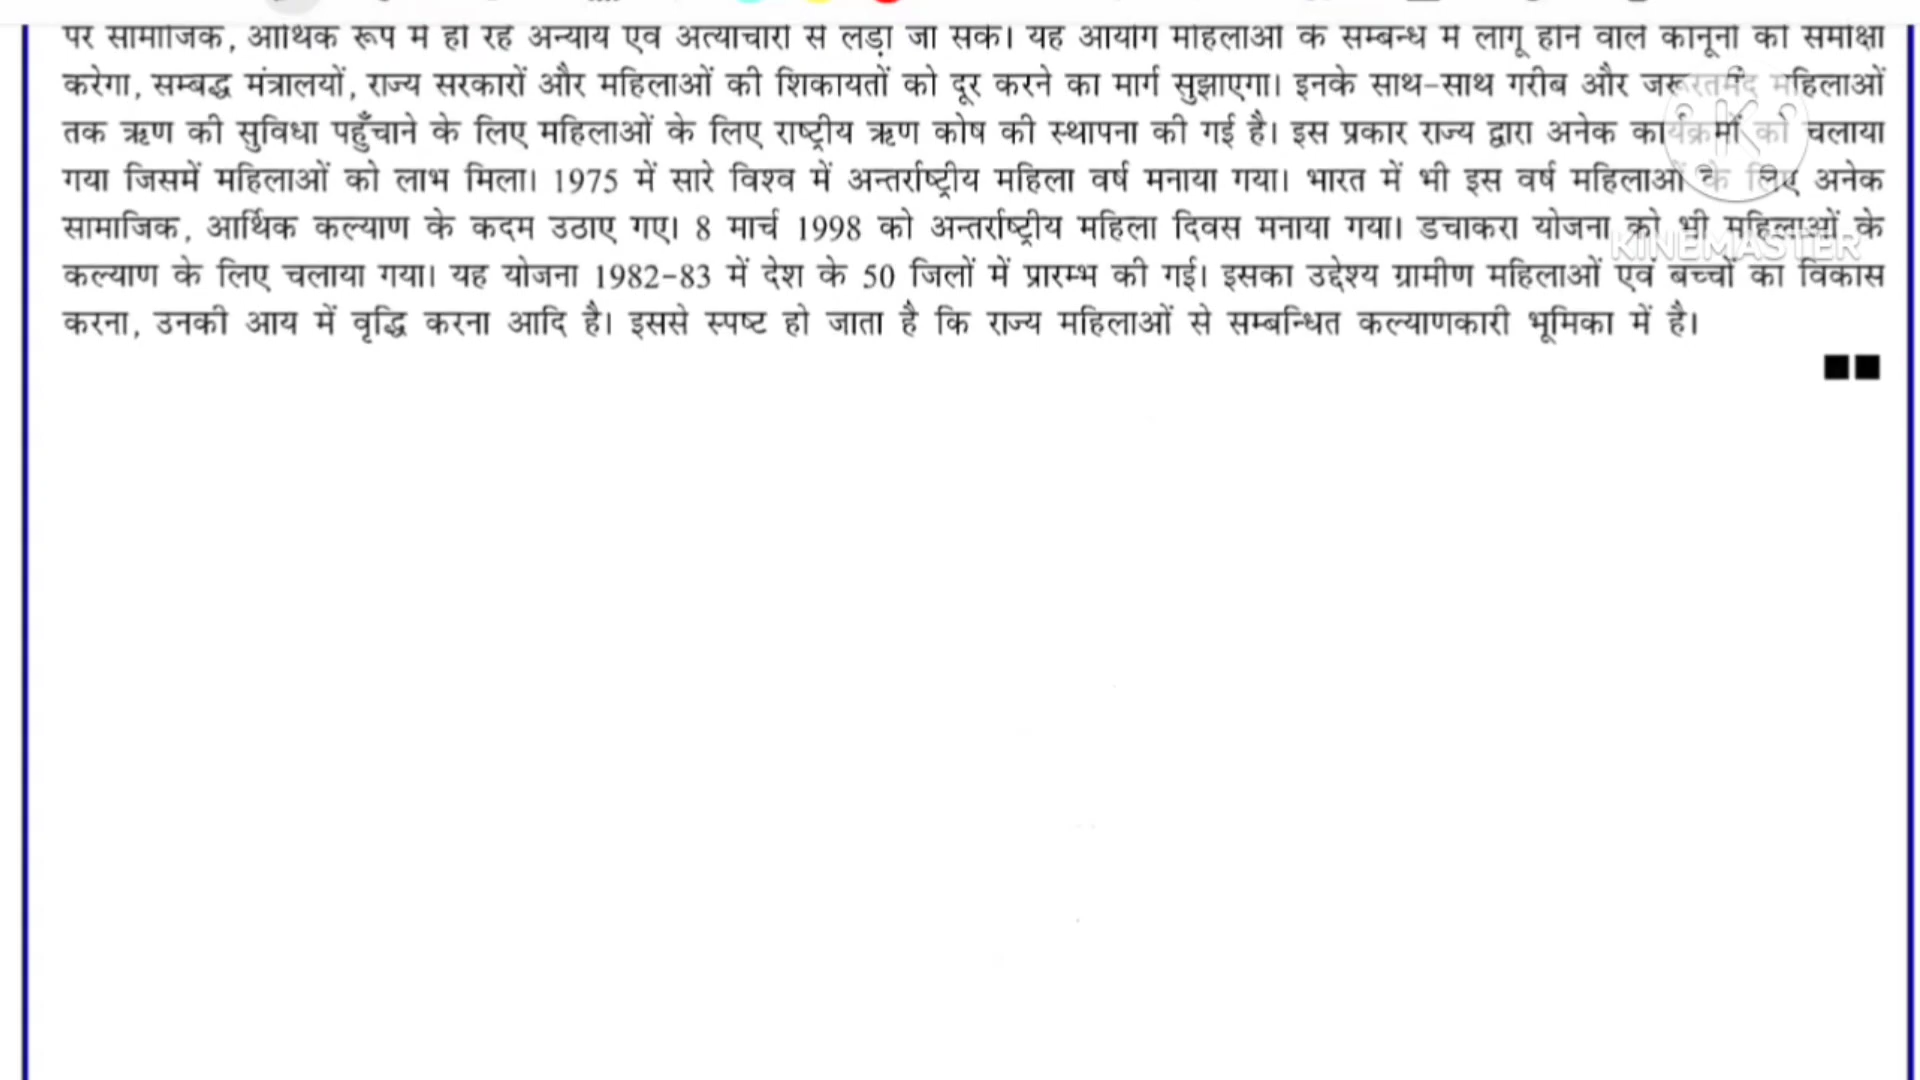 पर सामाजिक, आर्थिक रूप में हो रहे अन्याय एवं अत्याचारों से लड़ा जा सके। यह आयोग महिलाओं के सम्बन्ध में लागू होने वाले कानूनों की समीक्षा
करेगा, सम्बद्ध मंत्रालयों, राज्य सरकारों और महिलाओं की शिकायतों को दूर करने का मार्ग सुझाएगा। इनके साथ-साथ गरीब और जरूरतमंद महिलाओं
तक ऋण की सुविधा पहुँचाने के लिए महिलाओं के लिए राष्ट्रीय ऋण कोष की स्थापना की गई है। इस प्रकार राज्य द्वारा अनेक कार्यक्रमों को चलाया
गया जिसमें महिलाओं को लाभ मिला। 1975 में सारे विश्व में अन्तर्राष्ट्रीय महिला वर्ष मनाया गया। भारत में भी इस वर्ष महिलाओं के लिए अनेक
सामाजिक, आर्थिक कल्याण के कदम उठाए गए। 8 मार्च 1998 को अन्तर्राष्ट्रीय महिला दिवस मनाया गया। डचाकरा योजना को भी महिलाओं के
KINEMASTER
कल्याण के लिए चलाया गया। यह योजना 1982-83 में देश के 50 जिलों में प्रारम्भ की गई। इसका उद्देश्य ग्रामीण महिलाओं एवं बच्चों का विकास
करना, उनकी आय में वृद्धि करना आदि है। इससे स्पष्ट हो जाता है कि राज्य महिलाओं से सम्बन्धित कल्याणकारी भूमिका में है।